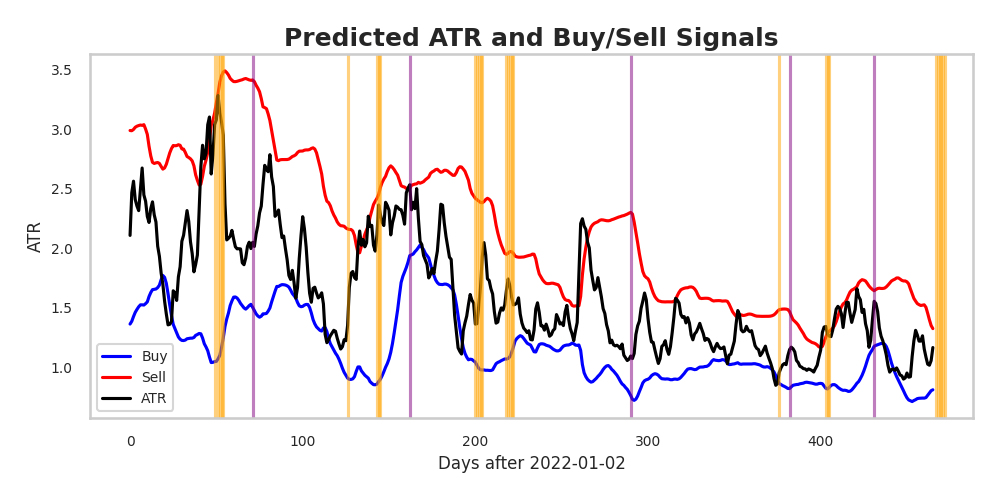 Predicted ATR and Buy/Sell Signals
3.5
3.0
2.5
2.0
1.5
1.0
ATR
Buy
Sell
ATR
0 100 200 300 400
Days after 2022-01-02